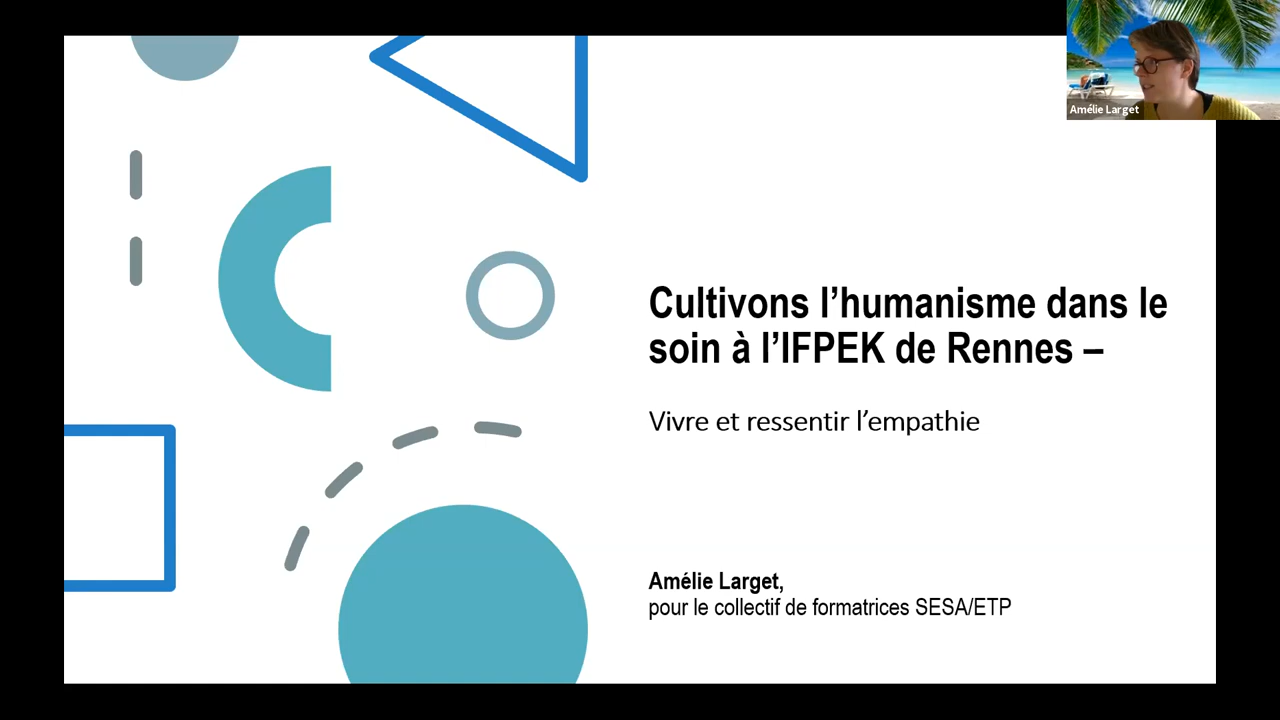 Amélie Larget
Cultivons l’humanisme dans le
soin à l’IFPEK de Rennes –
Vivre et ressentir l’empathie
Amélie Larget,
pour le collectif de formatrices SESA/ETP